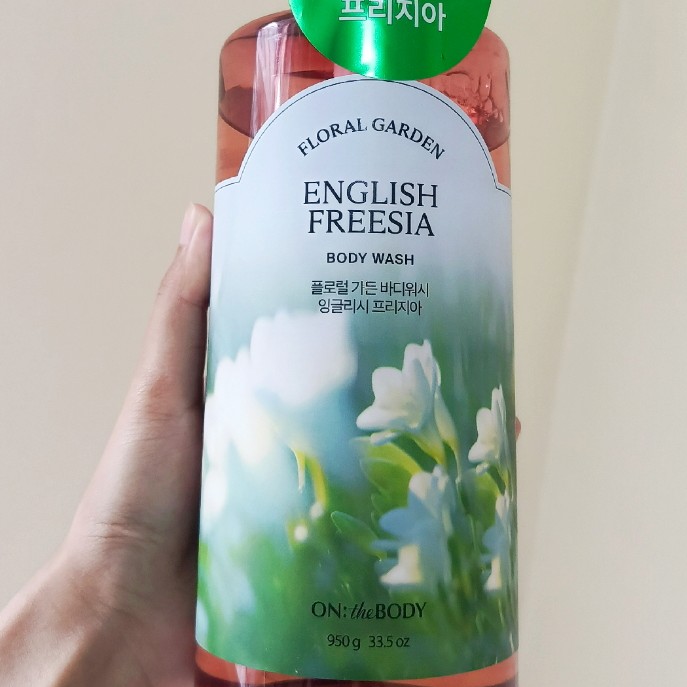 프리지아
FLORAL GARDEN
ENGLISH
FREESIA
BODY WASH
플로럴 가든 바디워시
잉글리시 프리지아
ON: the BODY
950 g 33.5 oz